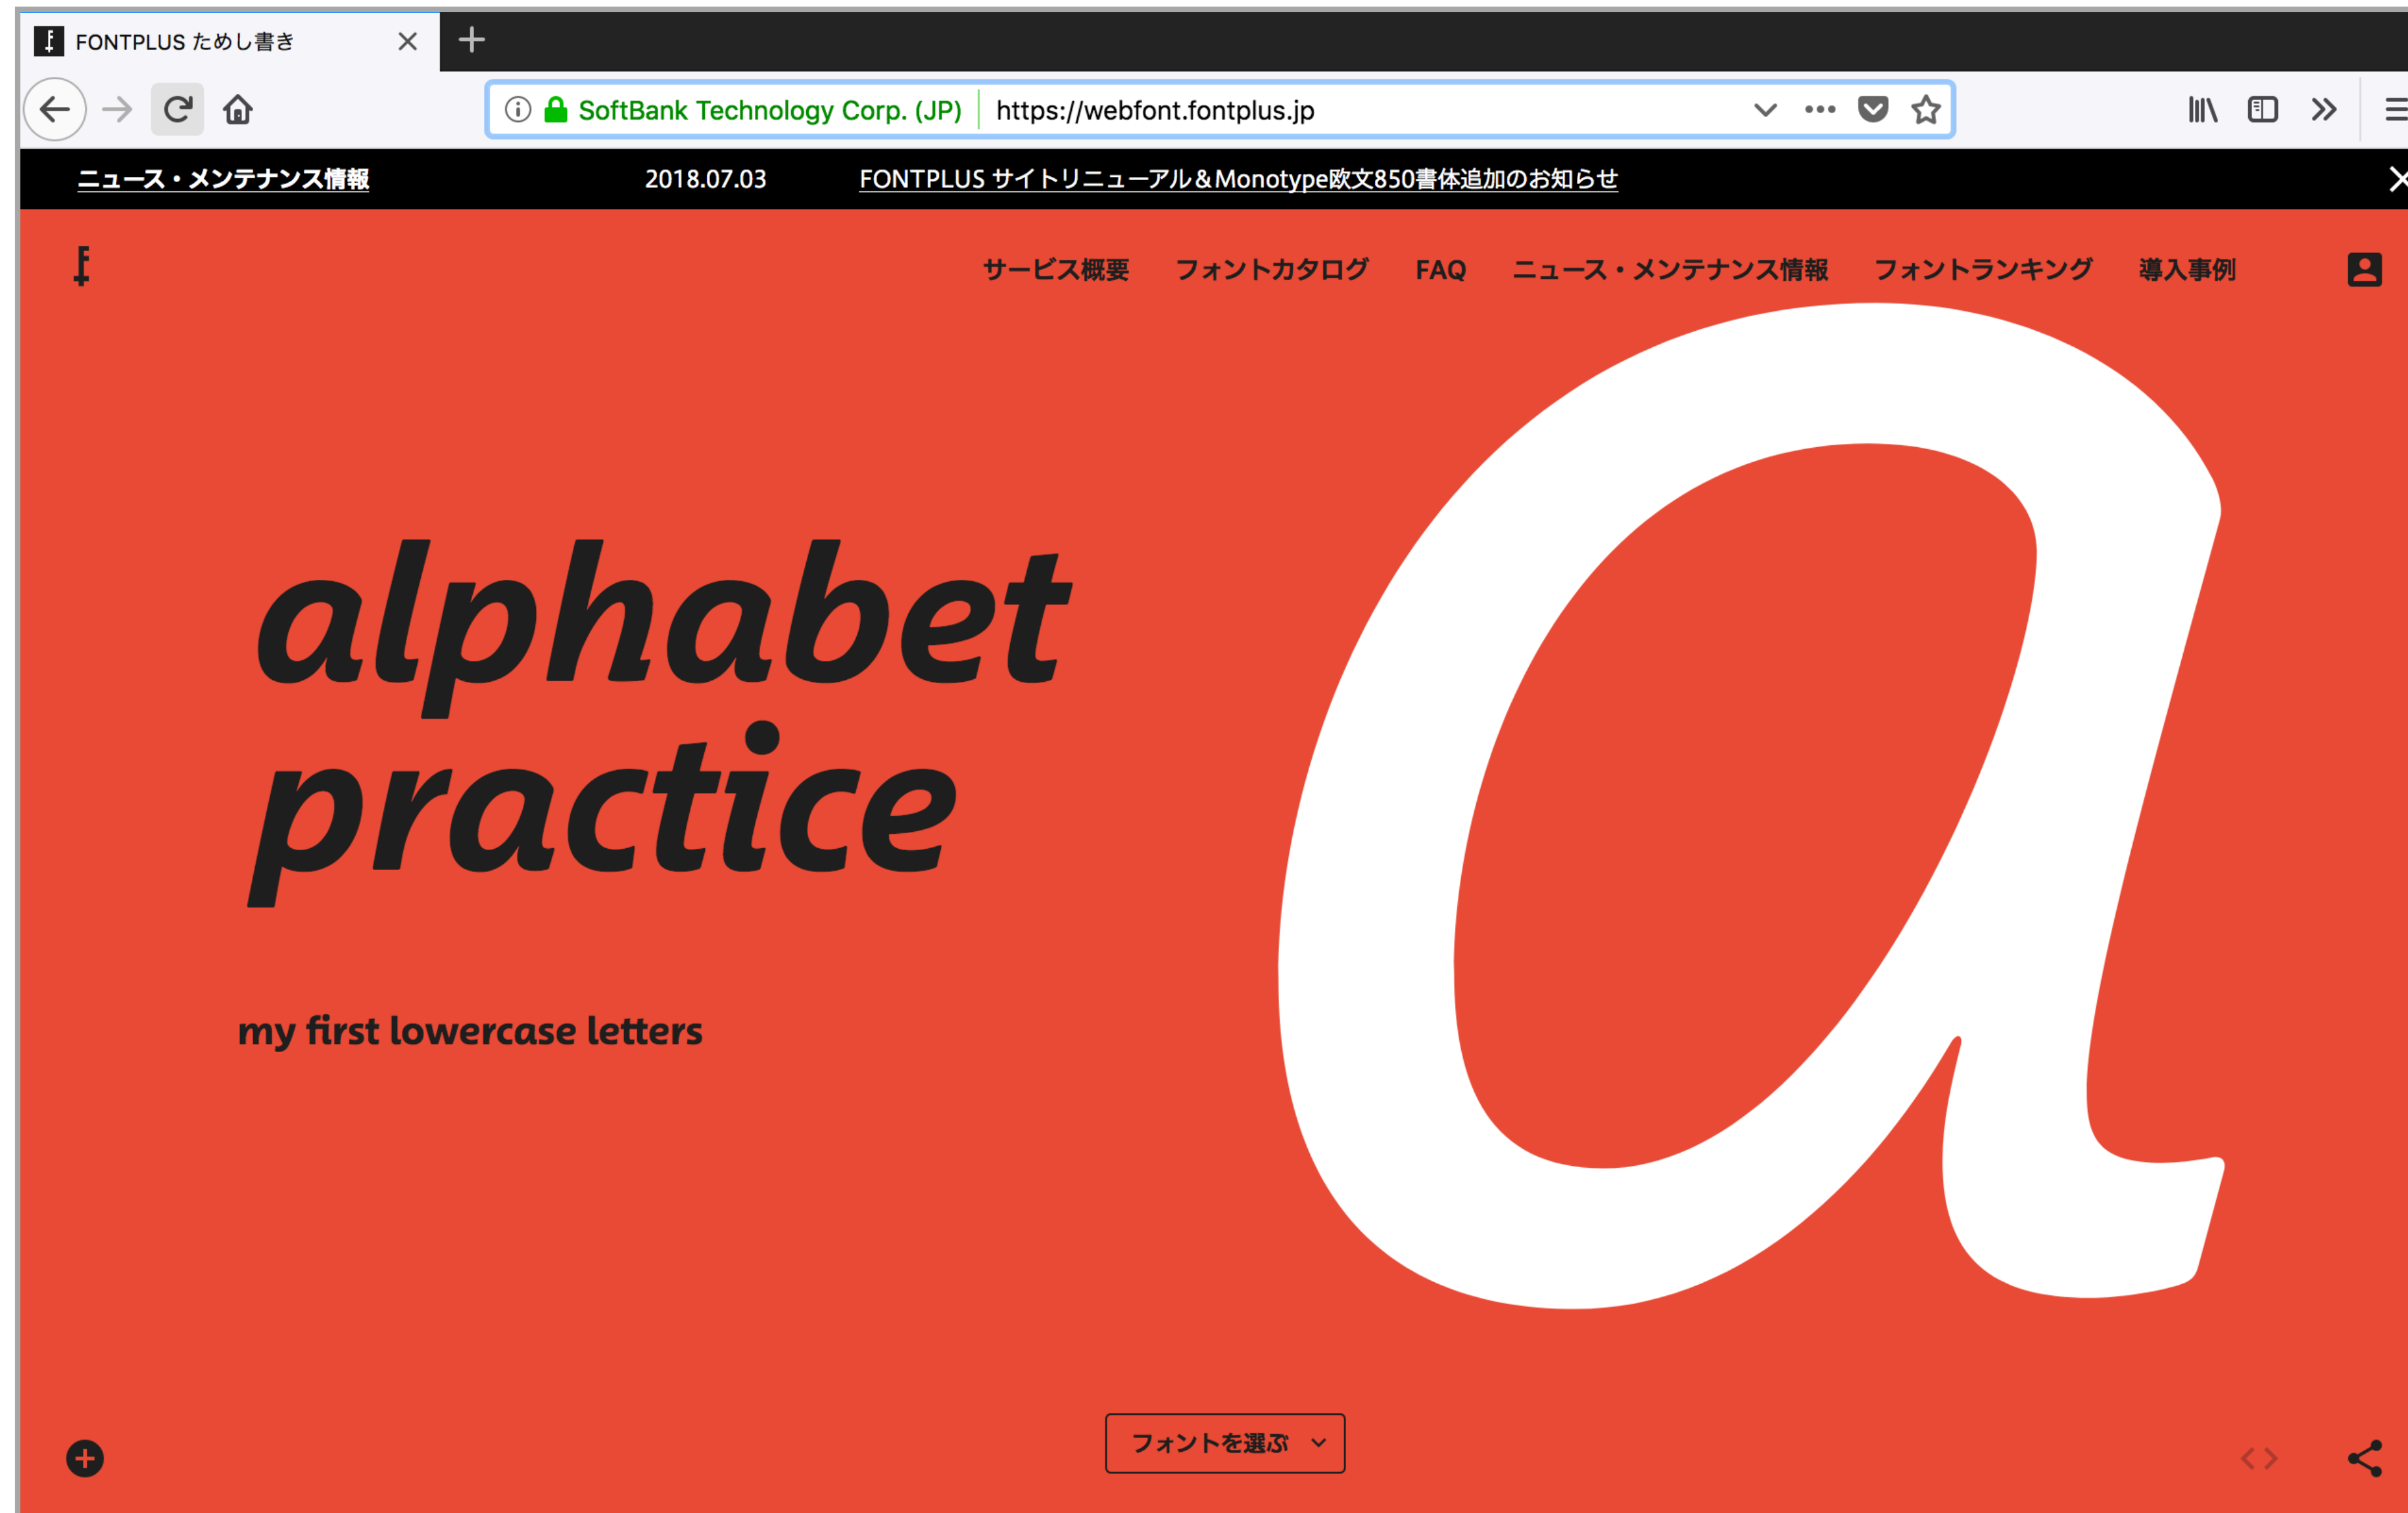 FONTPLUS ためし書き
SoftBank Technology Corp. (JP) https://webfont.fontplus.jp
ニュース・メンテナンス情報 2018.07.03 FONTPLUS サイトリニューアル＆Monotype欧文850書体追加のお知らせ
サービス概要 フォントカタログ FAQ ニュース・メンテナンス情報 フォントランキング 導入事例
alphabet
practice
a
my first lowercase letters
フォントを選ぶ